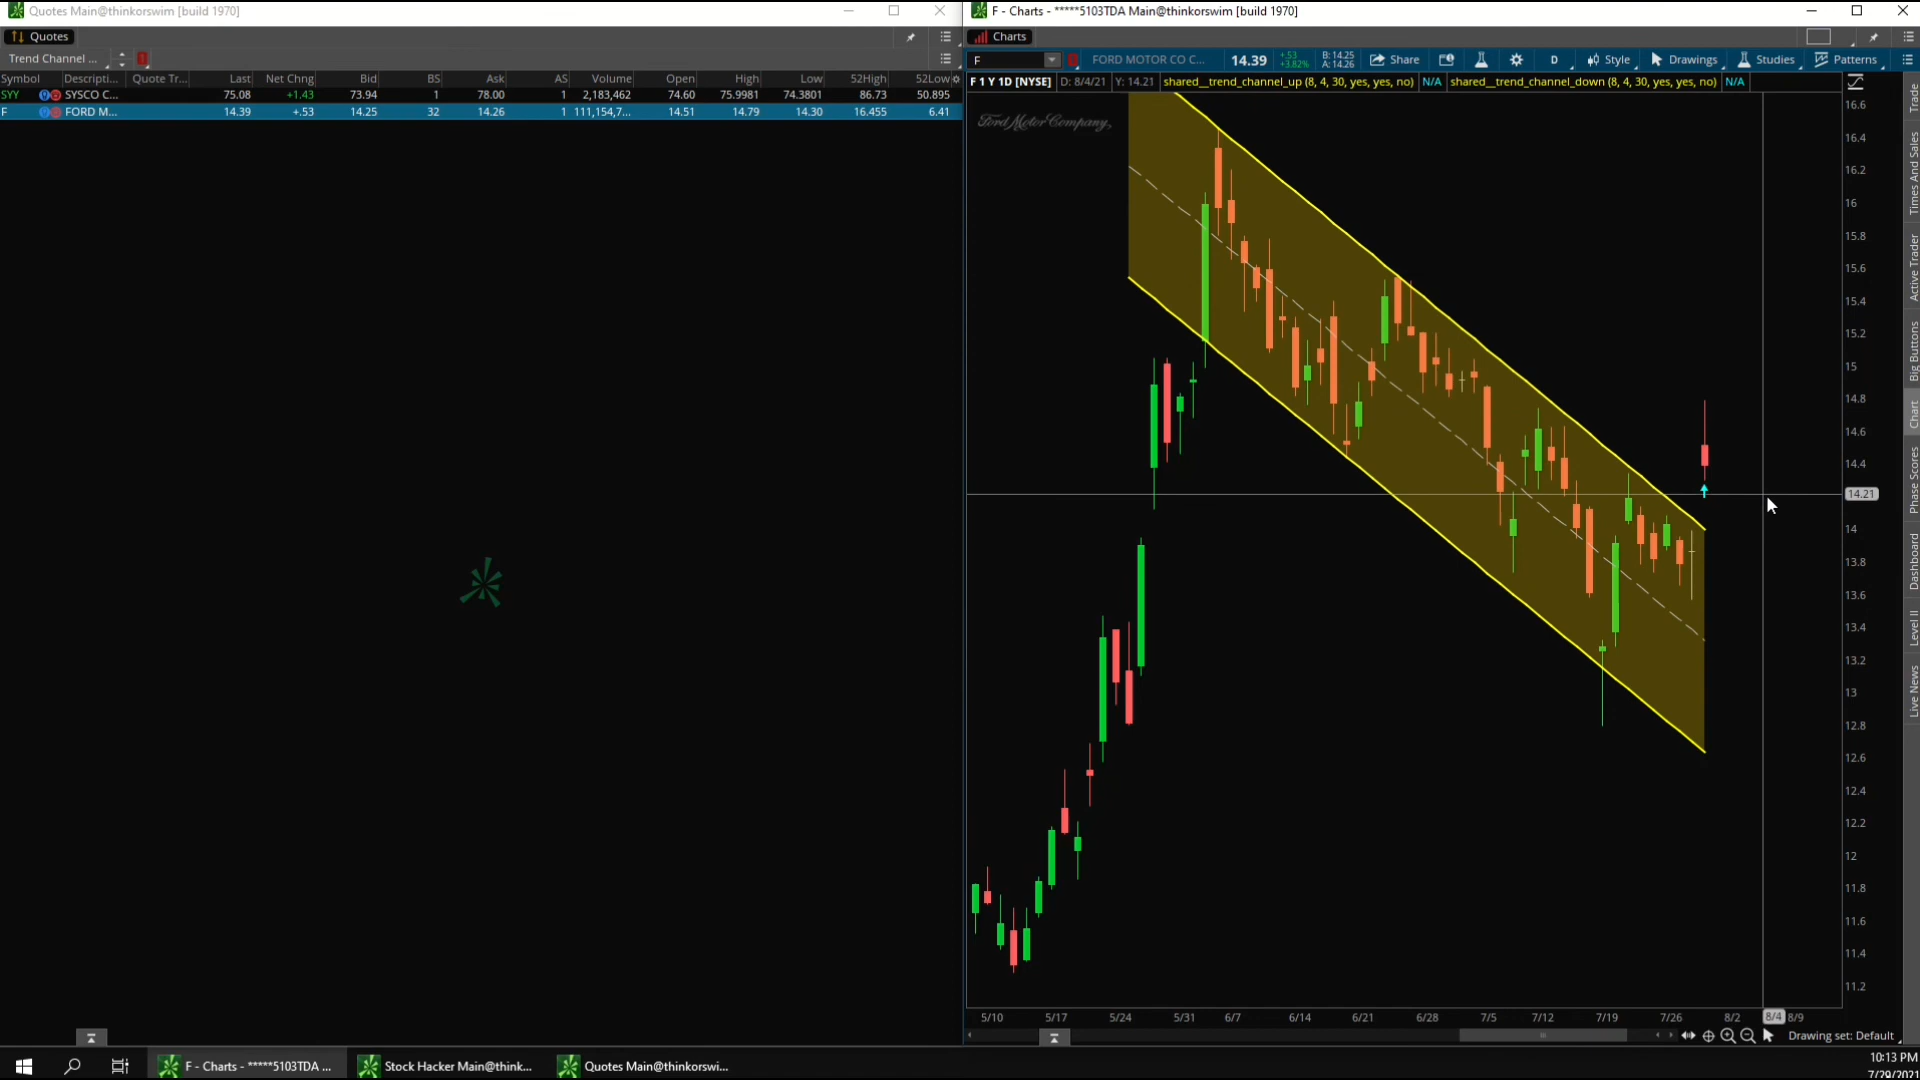 Quotes Main@thinkorswim [build 1970]
F - Charts - *****5103TDA Main@thinkorswim [build 1970]
Quotes
Charts
Trend Channel ...
F
FORD MOTOR CO C...
14.39
+.53
+3.82%
B: 14.25
A: 14.26
Share
D
Style
Drawings
Studies
Patterns
Symbol Descripti... Quote Tr... Last Net Chng Bid BS Ask AS Volume Open High Low 52High 52Low
SYY SYSCO C... 75.08 +1.43 73.94 1 78.00 1 2,183,462 74.60 75.9981 74.3801 86.73 50.895
F FORD M... 14.39 +.53 14.25 32 14.26 1 111,154,7... 14.51 14.79 14.30 16.455 6.41
F 1 Y 1D [NYSE] D: 8/4/21 Y: 14.21 shared__trend_channel_up (8, 4, 30, yes, yes, no) N/A shared__trend_channel_down (8, 4, 30, yes, yes, no) N/A
Ford Motor Company,
16.6
16.4
16.2
16
15.8
15.6
15.4
15.2
15
14.8
14.6
14.4
14.21
14
13.8
13.6
13.4
13.2
13
12.8
12.6
12.4
12.2
12
11.8
11.6
11.4
11.2
Trade
Times And Sales
Active Trader
Big Buttons
Chart
Phase Scores
Dashboard
Level II
Live News
5/10 5/17 5/24 5/31 6/7 6/14 6/21 6/28 7/5 7/12 7/19 7/26 8/2 8/4 8/9
Drawing set: Default
F - Charts - *****5103TDA ...
Stock Hacker Main@think...
Quotes Main@thinkorswi...
10:13 PM
7/29/2021